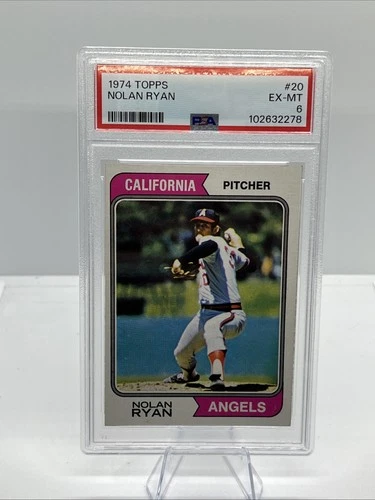 1974 TOPPS #20
NOLAN RYAN EX-MT
6
PSA 102632278
CALIFORNIA PITCHER
A
NOLAN
RYAN ANGELS